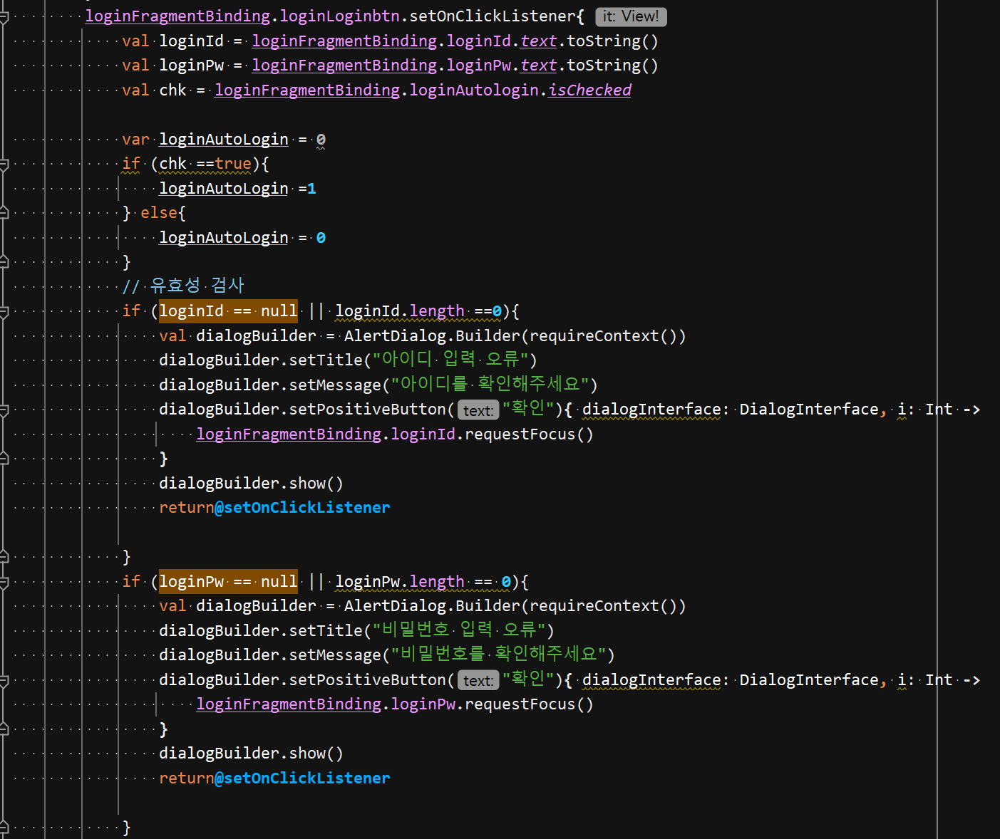 loginFragmentBinding.loginLoginbtn.setOnClickListener{ it: View!
val loginId = loginFragmentBinding.loginId.text.toString()
val loginPw = loginFragmentBinding.loginPw.text.toString()
val chk = loginFragmentBinding.loginAutologin.isChecked
var loginAutoLogin = 0
if (chk ==true){
loginAutoLogin =1
} else{
loginAutoLogin = 0
}
// 유효성 검사
if (loginId == null || loginId.length ==0){
val dialogBuilder = AlertDialog.Builder(requireContext())
dialogBuilder.setTitle("아이디 입력 오류")
dialogBuilder.setMessage("아이디를 확인해주세요")
dialogBuilder.setPositiveButton( text: "확인"){ dialogInterface: DialogInterface, i: Int ->
loginFragmentBinding.loginId.requestFocus()
}
dialogBuilder.show()
return@setOnClickListener
}
if (loginPw == null || loginPw.length == 0){
val dialogBuilder = AlertDialog.Builder(requireContext())
dialogBuilder.setTitle("비밀번호 입력 오류")
dialogBuilder.setMessage("비밀번호를 확인해주세요")
dialogBuilder.setPositiveButton( text: "확인"){ dialogInterface: DialogInterface, i: Int ->
loginFragmentBinding.loginPw.requestFocus()
}
dialogBuilder.show()
return@setOnClickListener
}